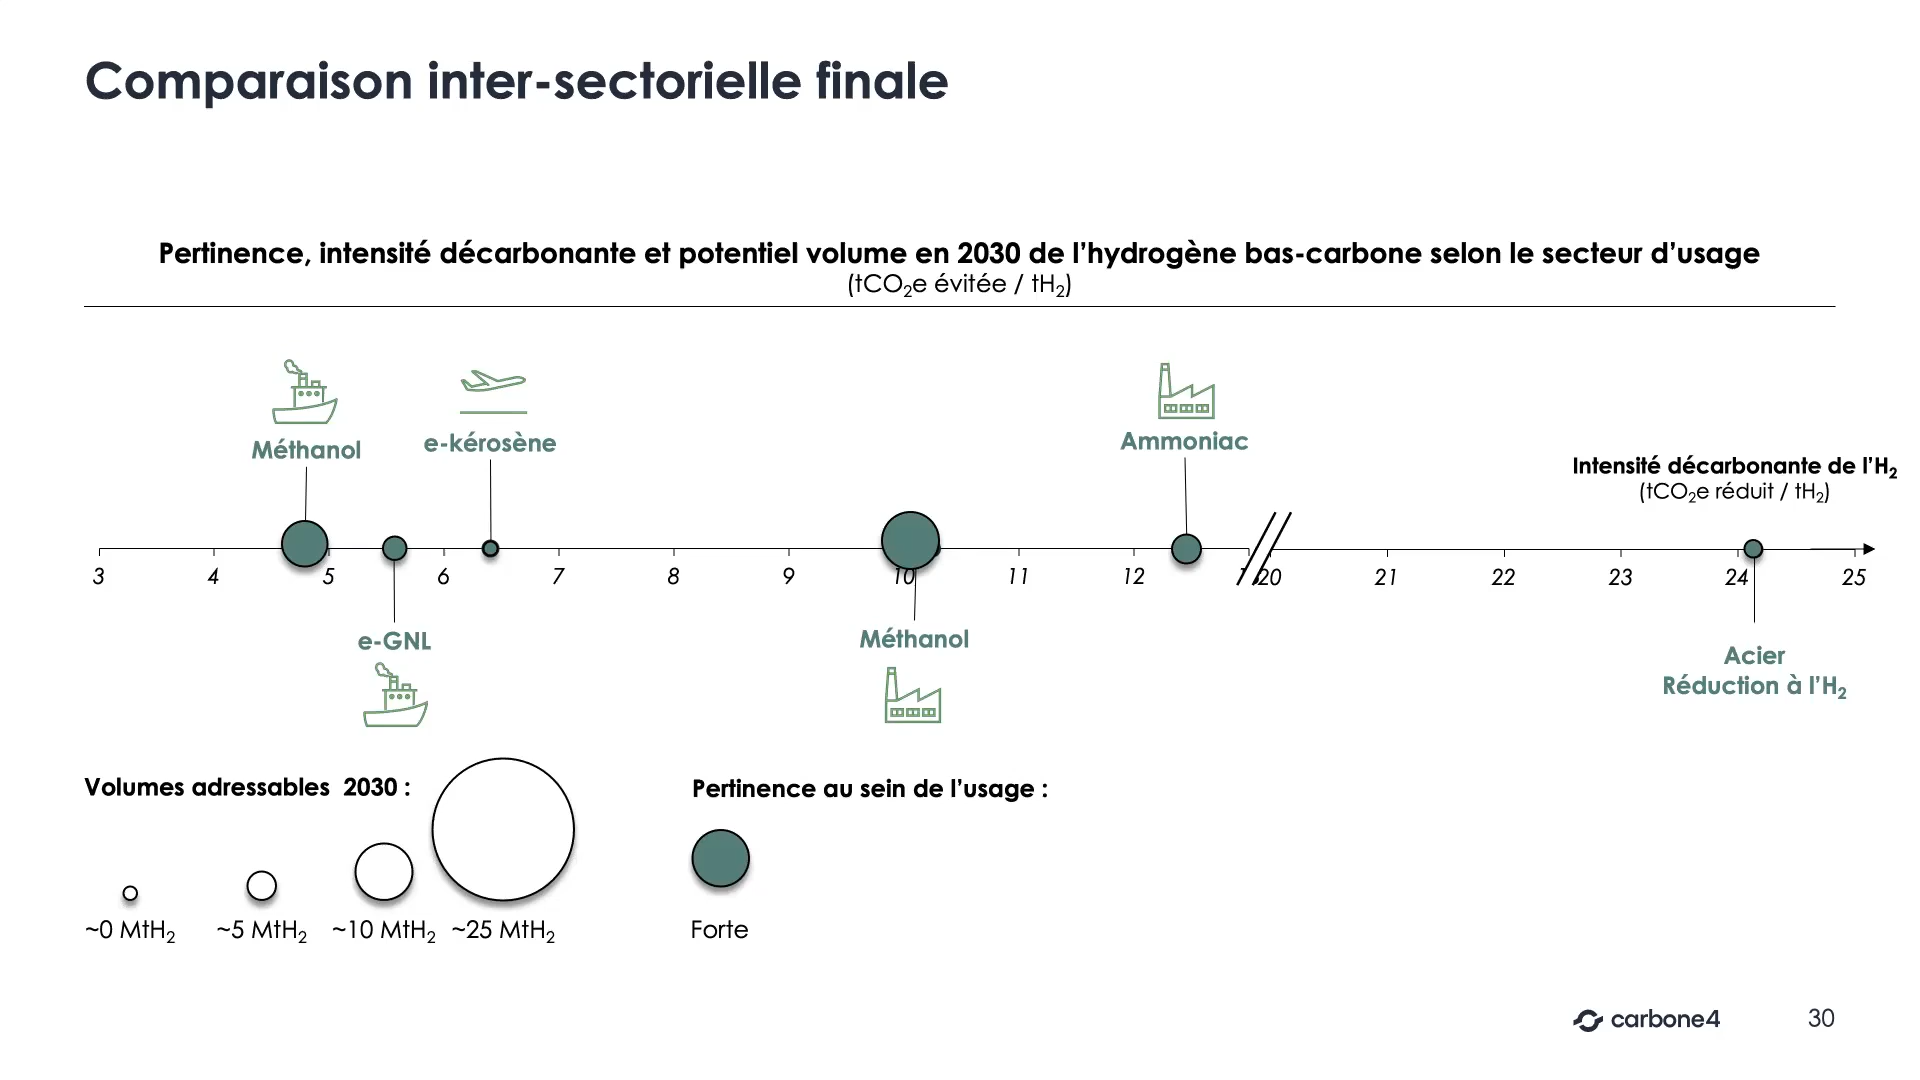 Comparaison inter-sectorielle finale
Pertinence, intensité décarbonante et potentiel volume en 2030 de l'hydrogène bas-carbone selon le secteur d'usage
(tCO₂e évitée / tH₂)
Méthanol
e-kérosène
Ammoniac
Intensité décarbonante de l'H₂
(tCO₂e réduit / tH₂)
3 4 5 6 7 8 9 10 11 12 20 21 22 23 24 25
e-GNL
Méthanol
Acier
Réduction à l'H₂
Volumes adressables 2030 :
Pertinence au sein de l'usage :
~0 MtH₂ ~5 MtH₂ ~10 MtH₂ ~25 MtH₂
Forte
carbone4
30